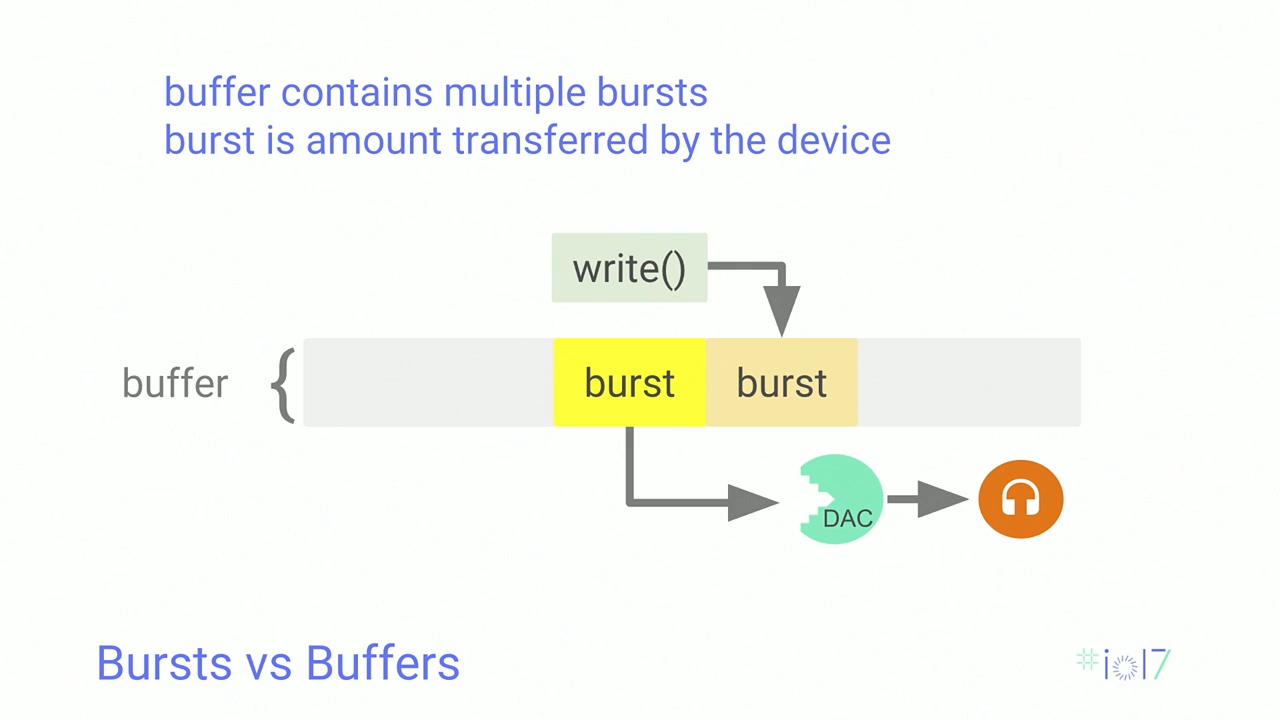 buffer contains multiple bursts
burst is amount transferred by the device
write()
buffer {
burst
burst
DAC
Bursts vs Buffers
#io17